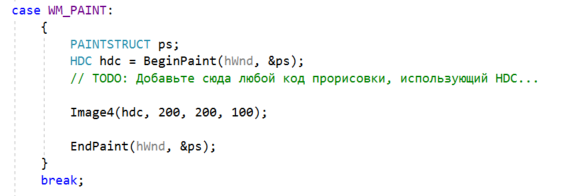 case WM_PAINT:
{
PAINTSTRUCT ps;
HDC hdc = BeginPaint(hWnd, &ps);
// TODO: Добавьте сюда любой код прорисовки, использующий HDC...
Image4(hdc, 200, 200, 100);
EndPaint(hWnd, &ps);
}
break;